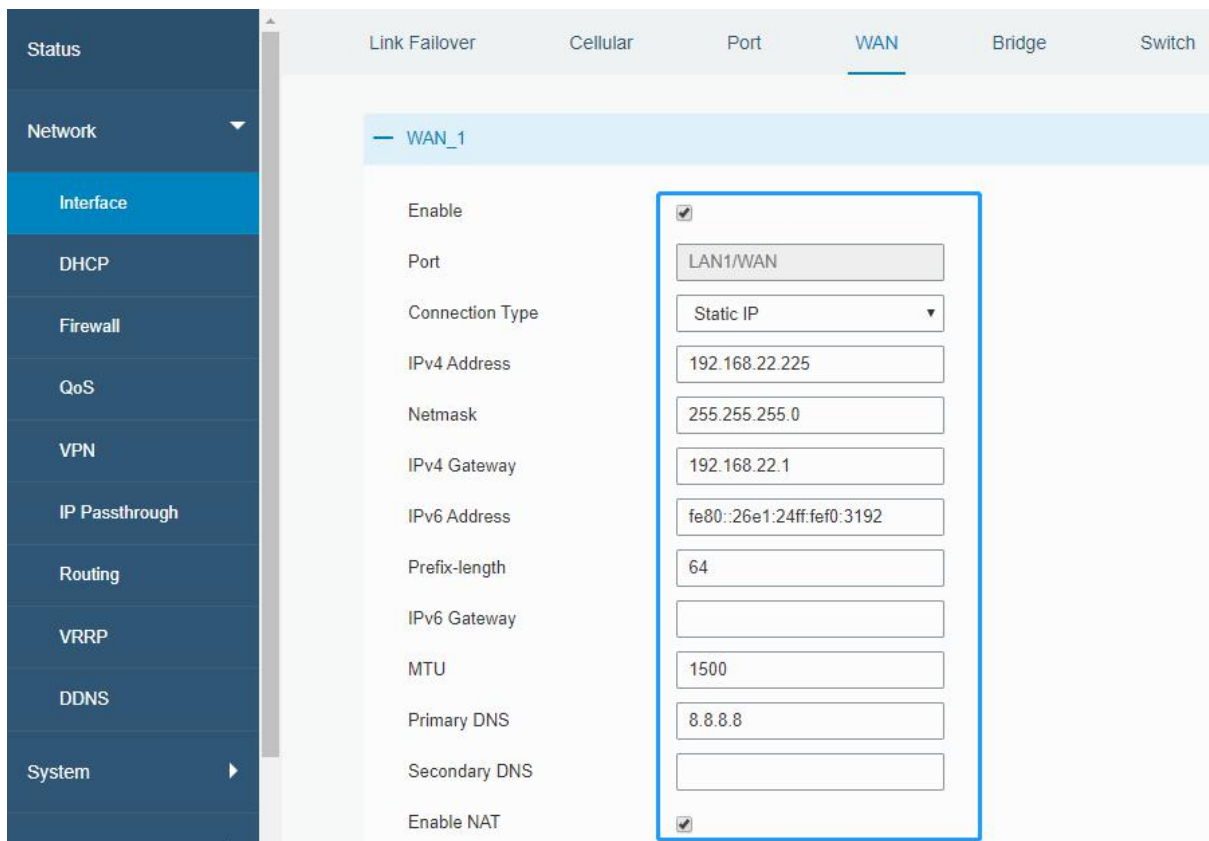 Status
Network
Interface
DHCP
Firewall
QoS
VPN
IP Passthrough
Routing
VRRP
DDNS
System
Link Failover Cellular Port WAN Bridge Switch
WAN_1
Enable
Port LAN1/WAN
Connection Type Static IP
IPv4 Address 192.168.22.225
Netmask 255.255.255.0
IPv4 Gateway 192.168.22.1
IPv6 Address fe80::26e1:24ff:fef0:3192
Prefix-length 64
IPv6 Gateway
MTU 1500
Primary DNS 8.8.8.8
Secondary DNS
Enable NAT